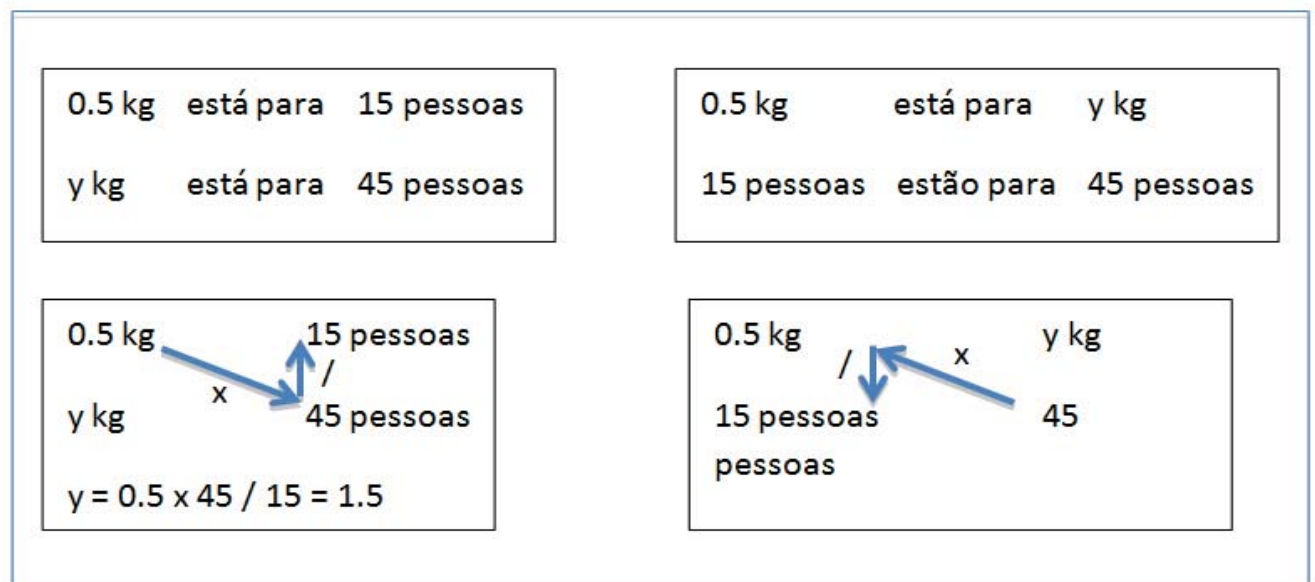 0.5 kg está para 15 pessoas
y kg está para 45 pessoas
0.5 kg está para y kg
15 pessoas estão para 45 pessoas
0.5 kg 15 pessoas
/
x
y kg 45 pessoas
y = 0.5 x 45 / 15 = 1.5
0.5 kg y kg
/ x
15 pessoas 45
pessoas